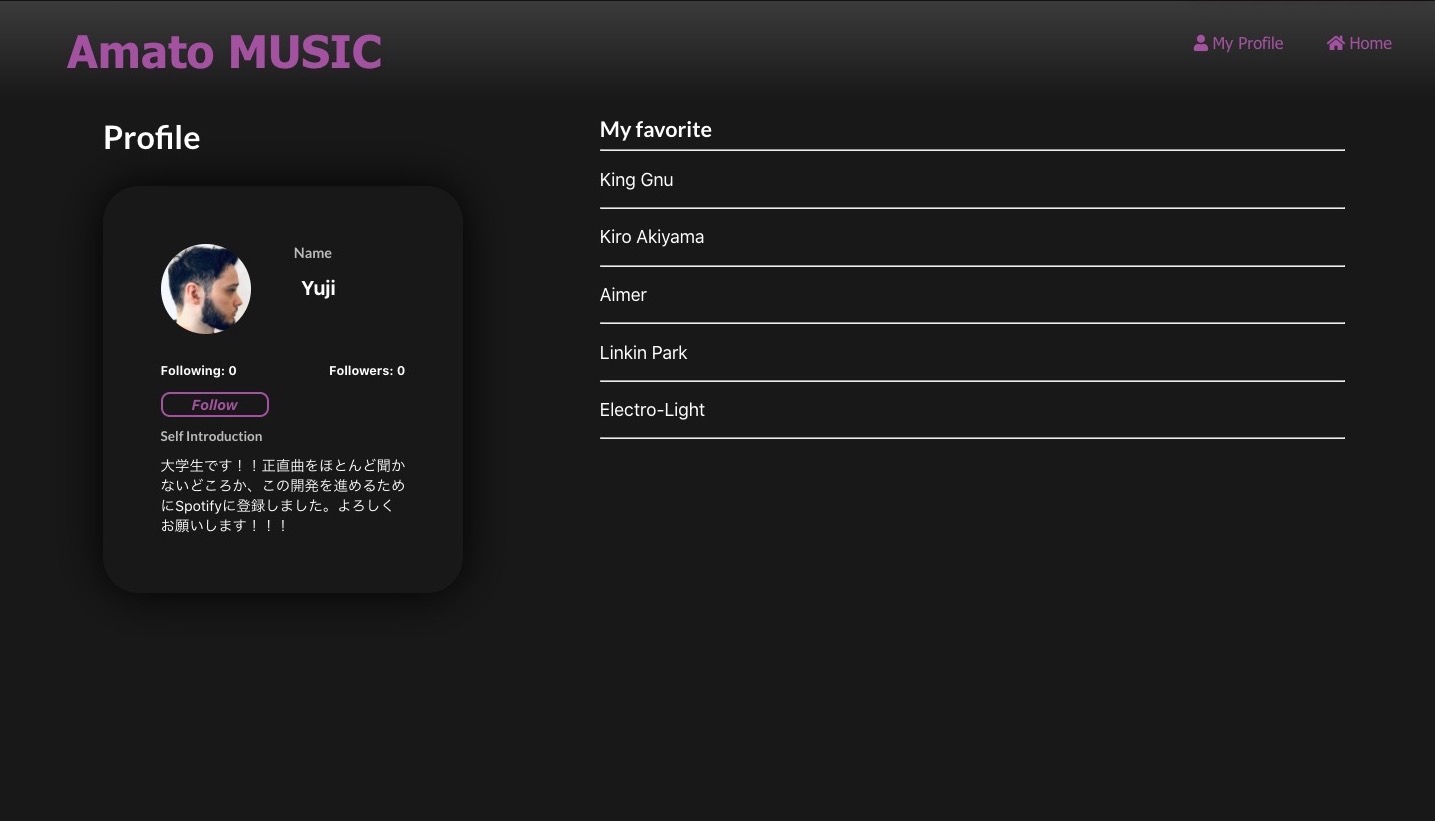 Amato MUSIC
My Profile
Home
Profile
Name
Yuji
Following: 0
Followers: 0
Follow
Self Introduction
大学生です！！正直曲をほとんど聞か
ないどころか、この開発を進めるため
にSpotifyに登録しました。よろしく
お願いします！！！
My favorite
King Gnu
Kiro Akiyama
Aimer
Linkin Park
Electro-Light